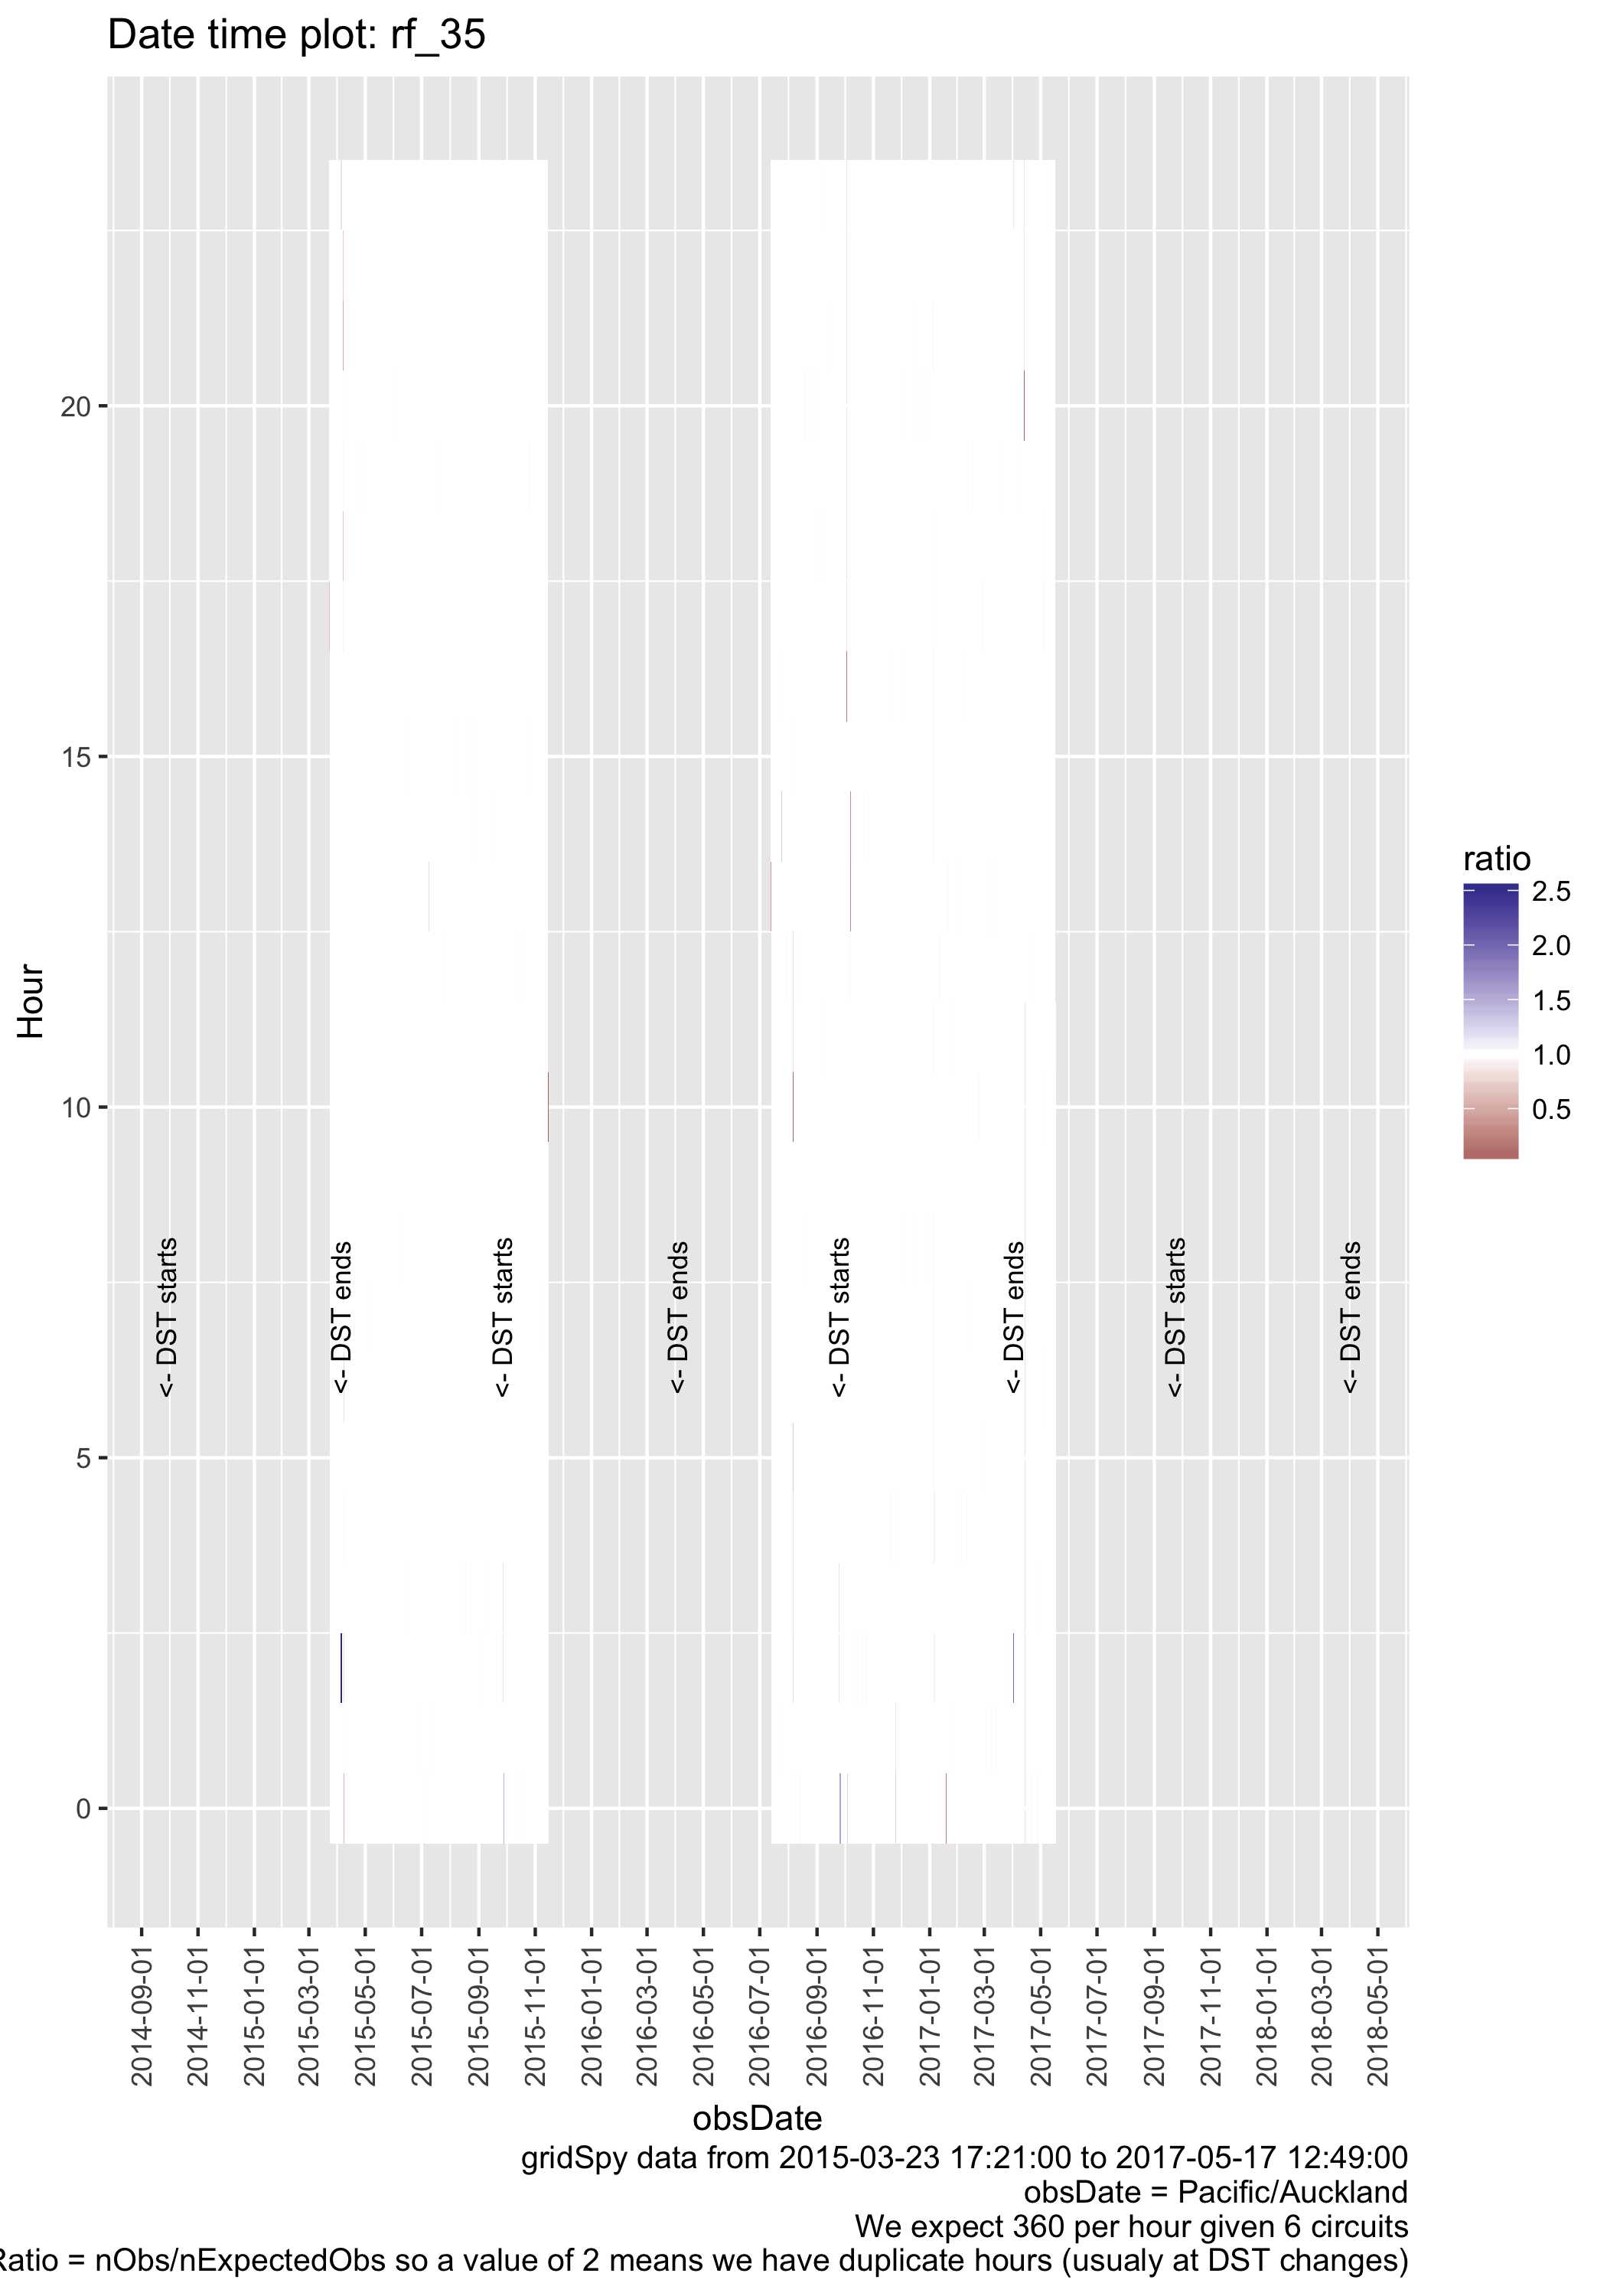 Date time plot: rf_35
Hour
20
15
10
5
0
<- DST starts
<- DST ends
<- DST starts
<- DST ends
<- DST starts
<- DST ends
<- DST starts
<- DST ends
ratio
2.5
2.0
1.5
1.0
0.5
2014-09-01
2014-11-01
2015-01-01
2015-03-01
2015-05-01
2015-07-01
2015-09-01
2015-11-01
2016-01-01
2016-03-01
2016-05-01
2016-07-01
2016-09-01
2016-11-01
2017-01-01
2017-03-01
2017-05-01
2017-07-01
2017-09-01
2017-11-01
2018-01-01
2018-03-01
2018-05-01
obsDate
gridSpy data from 2015-03-23 17:21:00 to 2017-05-17 12:49:00
obsDate = Pacific/Auckland
We expect 360 per hour given 6 circuits
Ratio = nObs/nExpectedObs so a value of 2 means we have duplicate hours (usualy at DST changes)